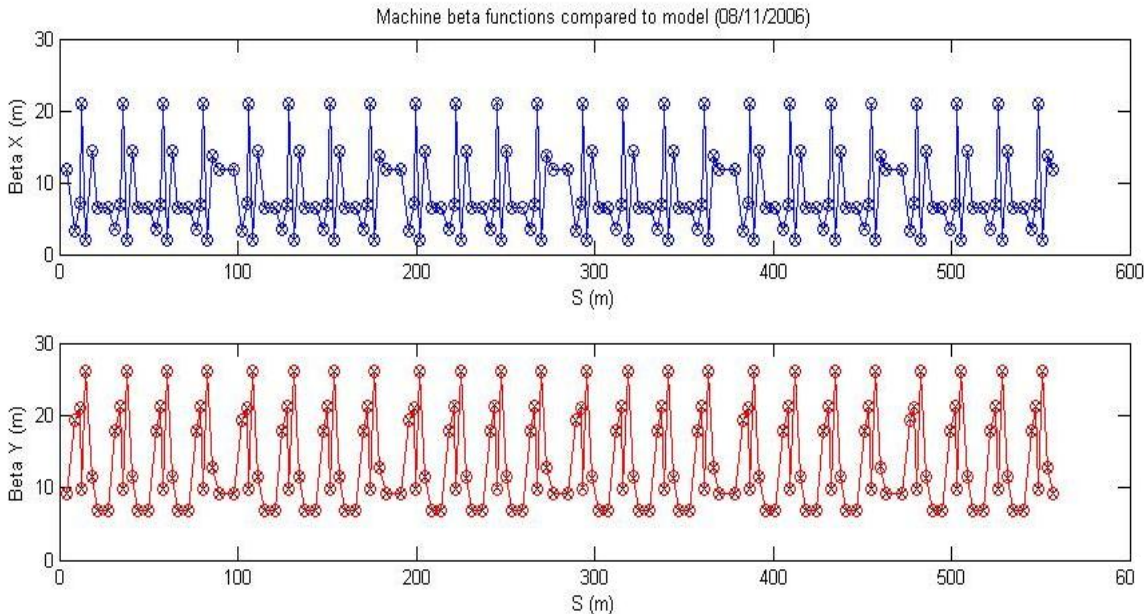 Machine beta functions compared to model (08/11/2006)
30
20
10
0
Beta X (m)
0 100 200 300 400 500 600
S (m)
30
20
10
0
Beta Y (m)
0 100 200 300 400 500 60
S (m)